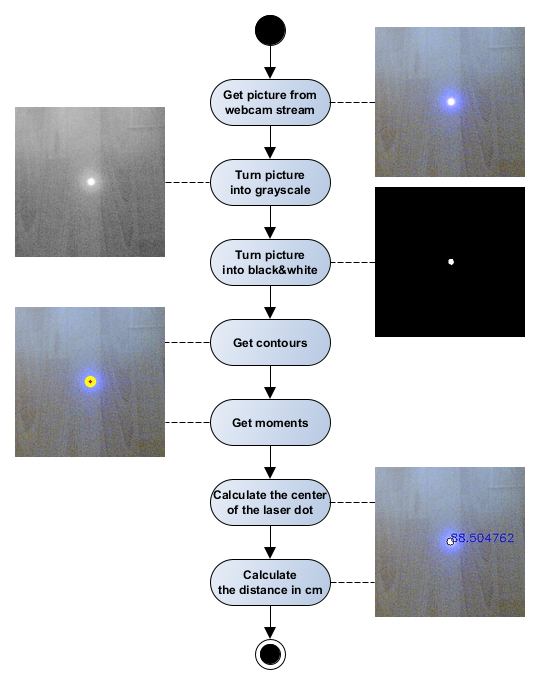 Get picture from
webcam stream
Turn picture
into grayscale
Turn picture
into black&white
Get contours
Get moments
Calculate the center
of the laser dot
88.504762
Calculate
the distance in cm